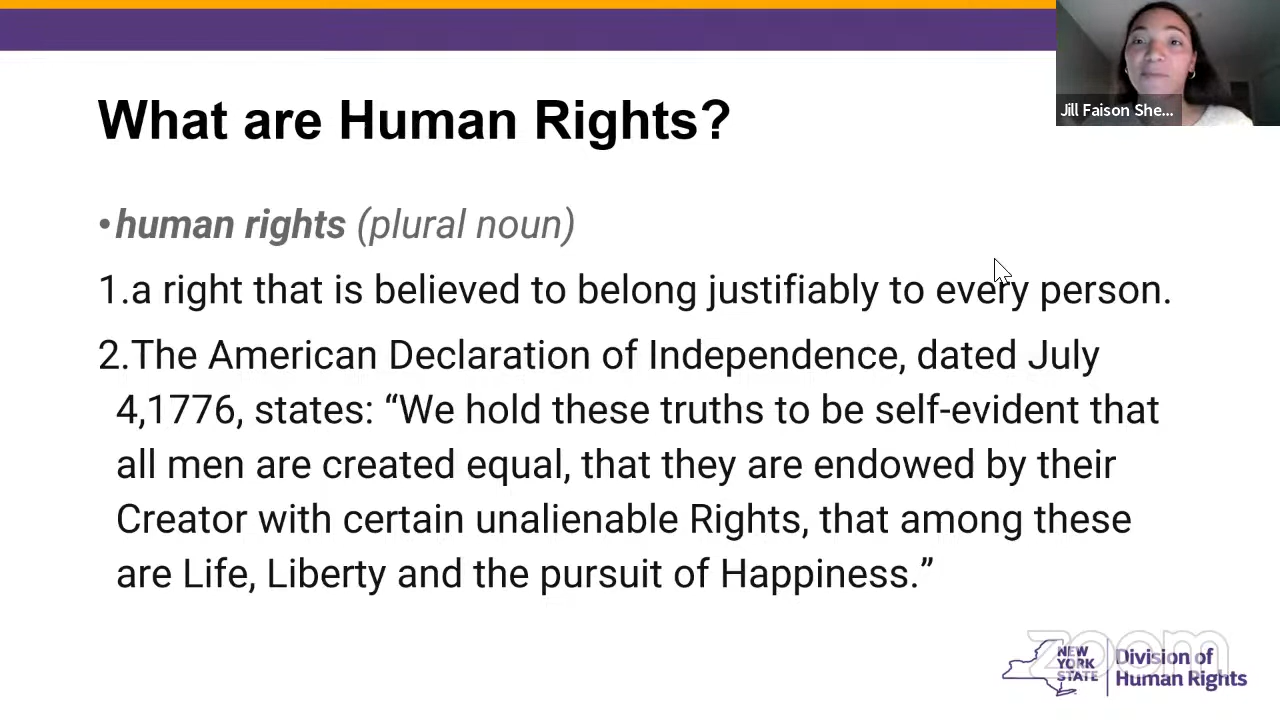 What are Human Rights?
Jill Faison She...
•human rights (plural noun)
1.a right that is believed to belong justifiably to every person.
2.The American Declaration of Independence, dated July
4,1776, states: “We hold these truths to be self-evident that
all men are created equal, that they are endowed by their
Creator with certain unalienable Rights, that among these
are Life, Liberty and the pursuit of Happiness.”
zoom
NEW
YORK
STATE
Division of
Human Rights